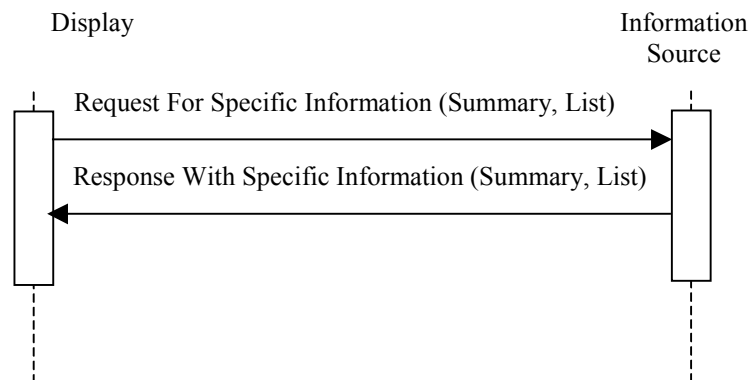 Display
Information
Source
Request For Specific Information (Summary, List)
Response With Specific Information (Summary, List)